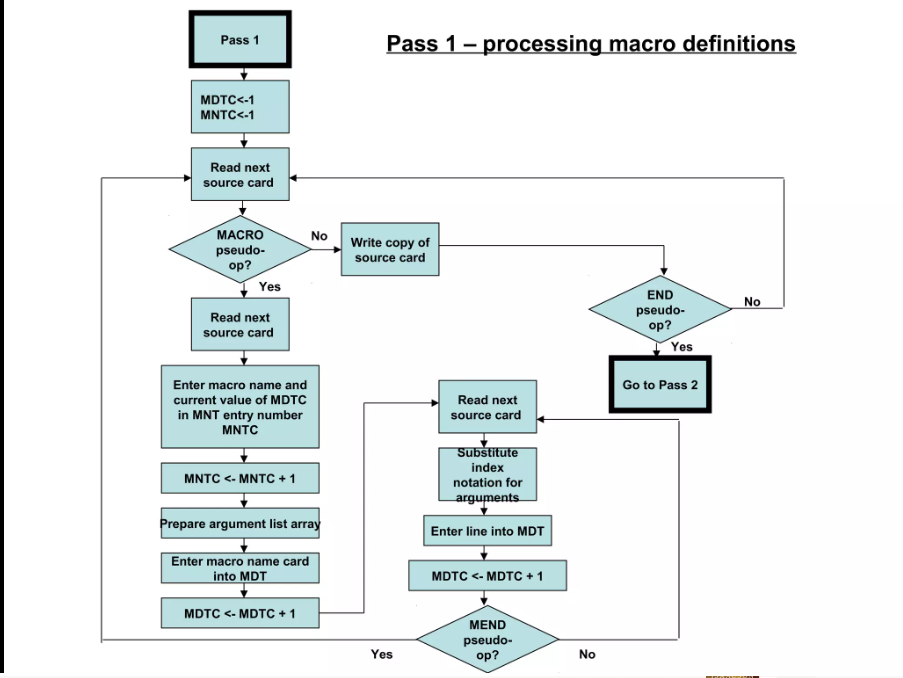 Pass 1
Pass 1 – processing macro definitions
MDTC<-1
MNTC<-1
Read next
source card
MACRO
pseudo-
op?
No
Write copy of
source card
Yes
Read next
source card
END
pseudo-
op?
No
Yes
Go to Pass 2
Enter macro name and
current value of MDTC
in MNT entry number
MNTC
MNTC <- MNTC + 1
Prepare argument list array
Enter macro name card
into MDT
MDTC <- MDTC + 1
Read next
source card
Substitute
index
notation for
arguments
Enter line into MDT
MDTC <- MDTC + 1
MEND
pseudo-
op?
Yes
No